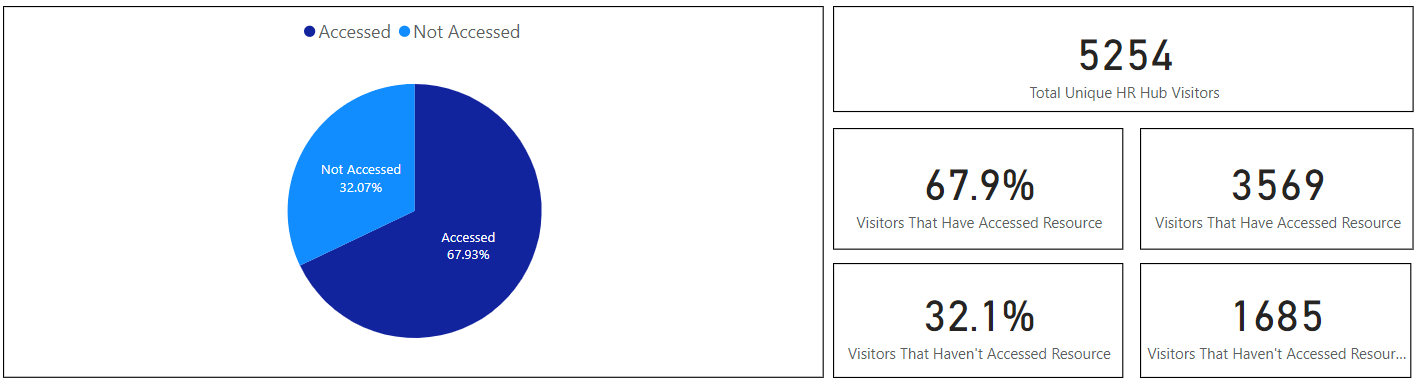 Accessed Not Accessed
Not Accessed
32.07%
Accessed
67.93%
5254
Total Unique HR Hub Visitors
67.9%
Visitors That Have Accessed Resource
3569
Visitors That Have Accessed Resource
32.1%
Visitors That Haven't Accessed Resource
1685
Visitors That Haven't Accessed Resour...